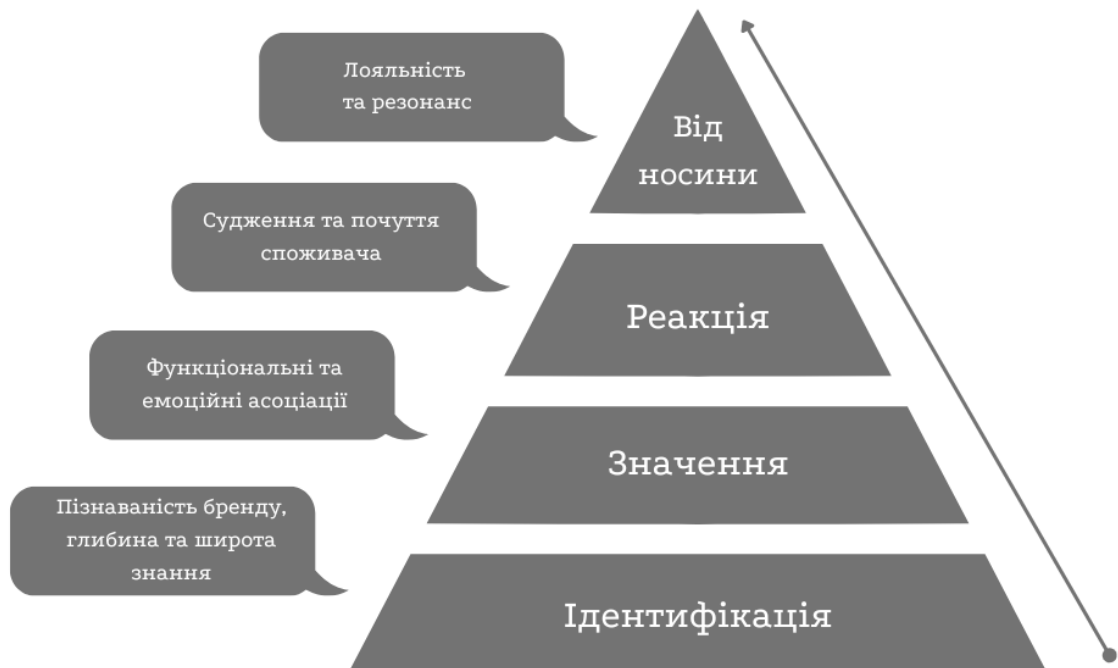 Лояльність
та резонанс
Від
носини
Судження та почуття
споживача
Реакція
Функціональні та
емоційні асоціації
Значення
Пізнаваність бренду,
глибина та широта
знання
Ідентифікація